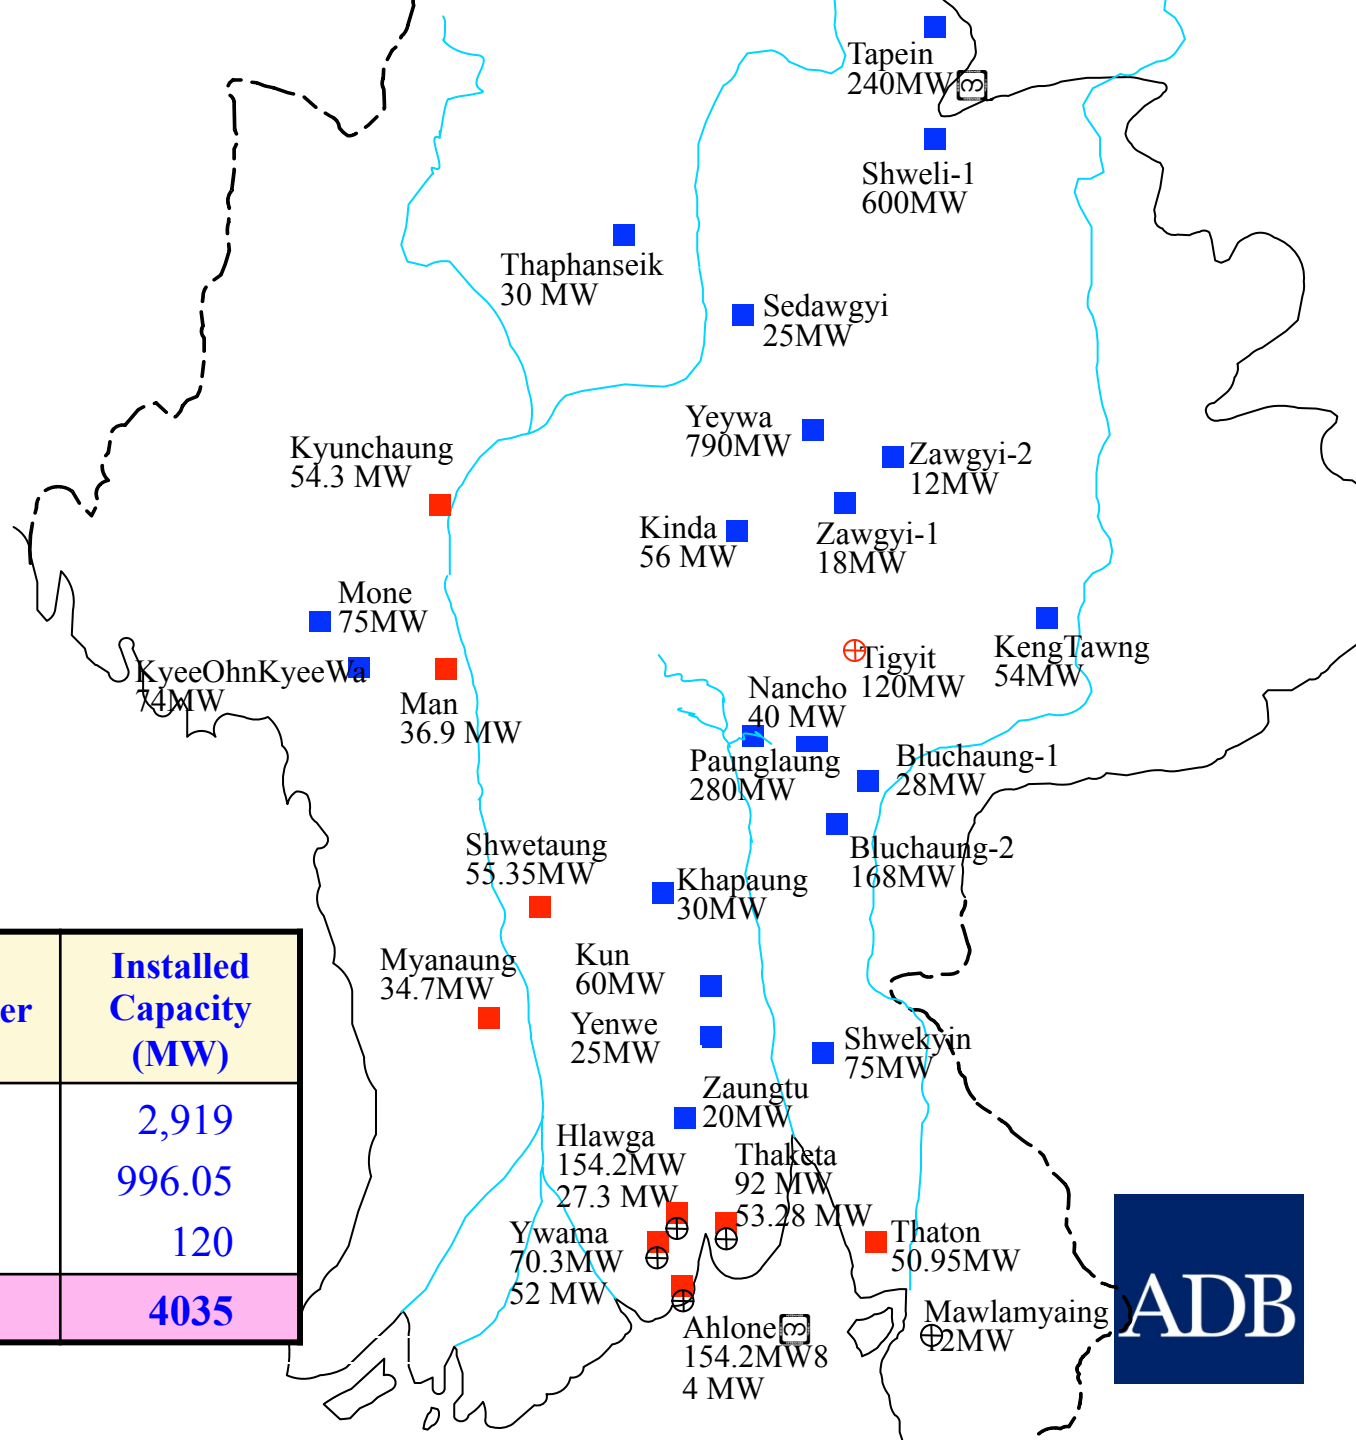 Tapein
240MW
Shweli-1
600MW
Thaphanseik
30 MW
Sedawgyi
25MW
Yeywa
790MW
Zawgyi-2
12MW
Kyunchaung
54.3 MW
Kinda
56 MW
Zawgyi-1
18MW
Mone
75MW
KengTawng
54MW
Tigyit
120MW
KyeeOhnKyeeWa
74MW
Man
36.9 MW
Nancho
40 MW
Paunglaung
280MW
Bluchaung-1
28MW
Bluchaung-2
168MW
Shwetaung
55.35MW
Khapaung
30MW
Myanaung
34.7MW
Kun
60MW
Yenwe
25MW
Shwekyin
75MW
Zaungtu
20MW
Hlawga
154.2MW
27.3 MW
Thaketa
92 MW
53.28 MW
Ywama
70.3MW
52 MW
Thaton
50.95MW
Ahlone
154.2MW8
4 MW
Mawlamyaing
12MW
er
Installed
Capacity
(MW)
2,919
996.05
120
4035
ADB